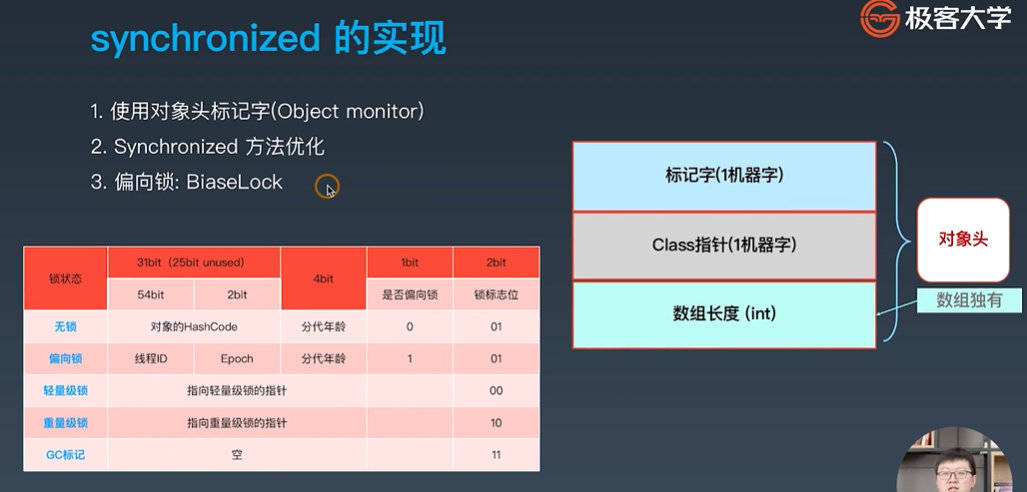 极客大学
synchronized 的实现
1. 使用对象头标记字(Object monitor)
2. Synchronized 方法优化
3. 偏向锁: BiaseLock
锁状态 31bit（25bit unused） 4bit 1bit 2bit
54bit 2bit 是否偏向锁 锁标志位
无锁 对象的HashCode 分代年龄 0 01
偏向锁 线程ID Epoch 分代年龄 1 01
轻量级锁 指向轻量级锁的指针 00
重量级锁 指向重量级锁的指针 10
GC标记 空 11
标记字(1机器字)
Class指针(1机器字)
数组长度 (int)
对象头
数组独有